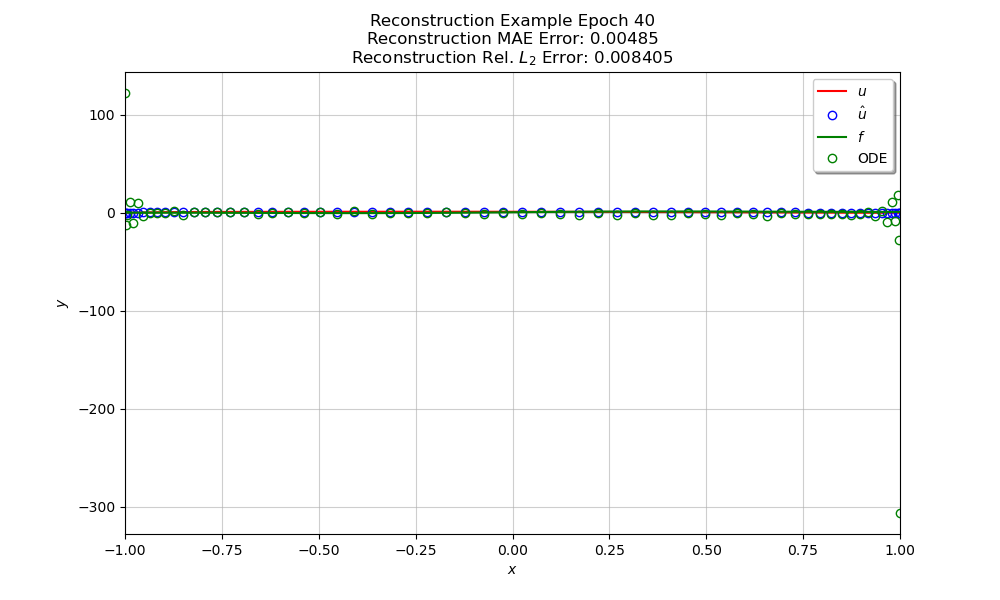 Reconstruction Example Epoch 40
Reconstruction MAE Error: 0.00485
Reconstruction Rel. L₂ Error: 0.008405
u
û
f
ODE
100
0
−100
−200
−300
y
−1.00 −0.75 −0.50 −0.25 0.00 0.25 0.50 0.75 1.00
x